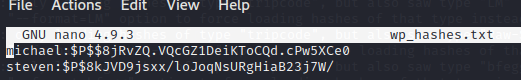 File Actions Edit View Help
GNU nano 4.9.3 wp_hashes.txt
michael:$P$$8jRvZQ.VQcGZ1DeiKToCQd.cPw5XCe0
steven:$P$8kJVD9jsxx/loJoqNsURgHiaB23j7W/